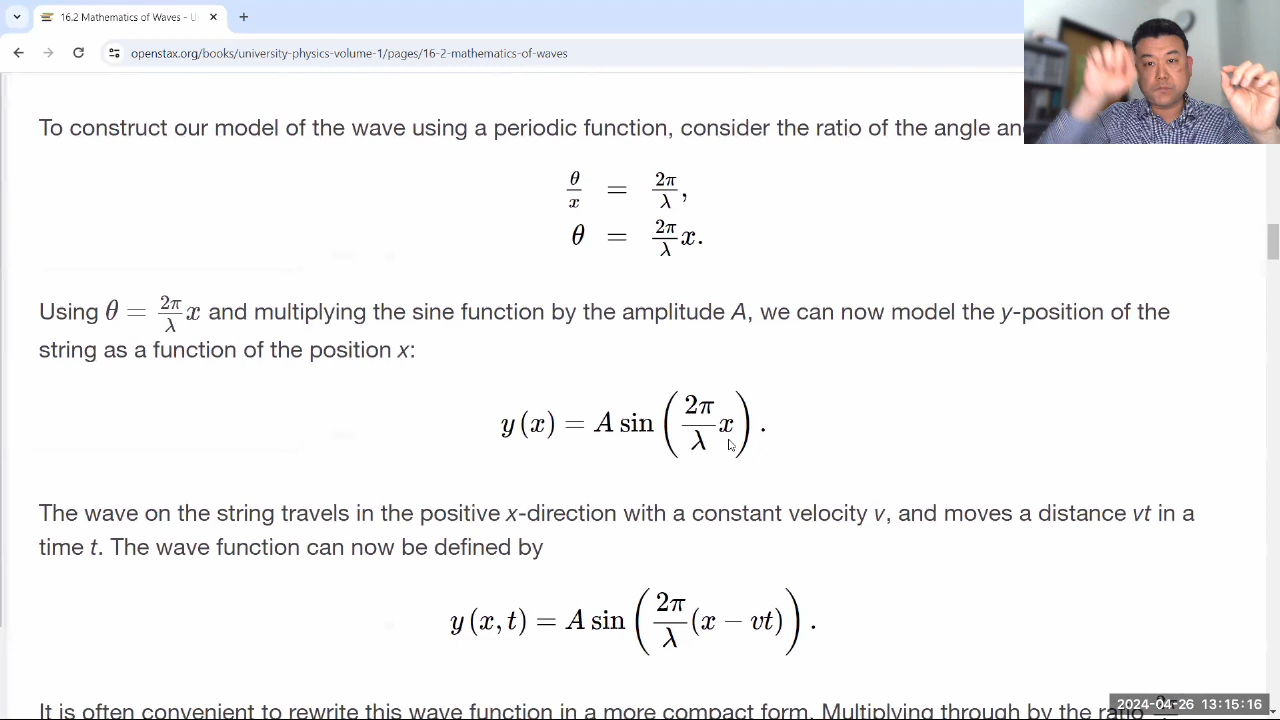 16.2 Mathematics of Waves - U
openstax.org/books/university-physics-volume-1/pages/16-2-mathematics-of-waves
To construct our model of the wave using a periodic function, consider the ratio of the angle an
θ/x = 2π/λ,
θ = 2π/λ x.
Using θ = 2π/λ x and multiplying the sine function by the amplitude A, we can now model the y-position of the
string as a function of the position x:
y (x) = A sin (2π/λ x) .
The wave on the string travels in the positive x-direction with a constant velocity v, and moves a distance vt in a
time t. The wave function can now be defined by
y (x, t) = A sin (2π/λ (x − vt)) .
It is often convenient to rewrite this wave function in a more compact form. Multiplying through by the ratio
2024-04-26 13:15:16